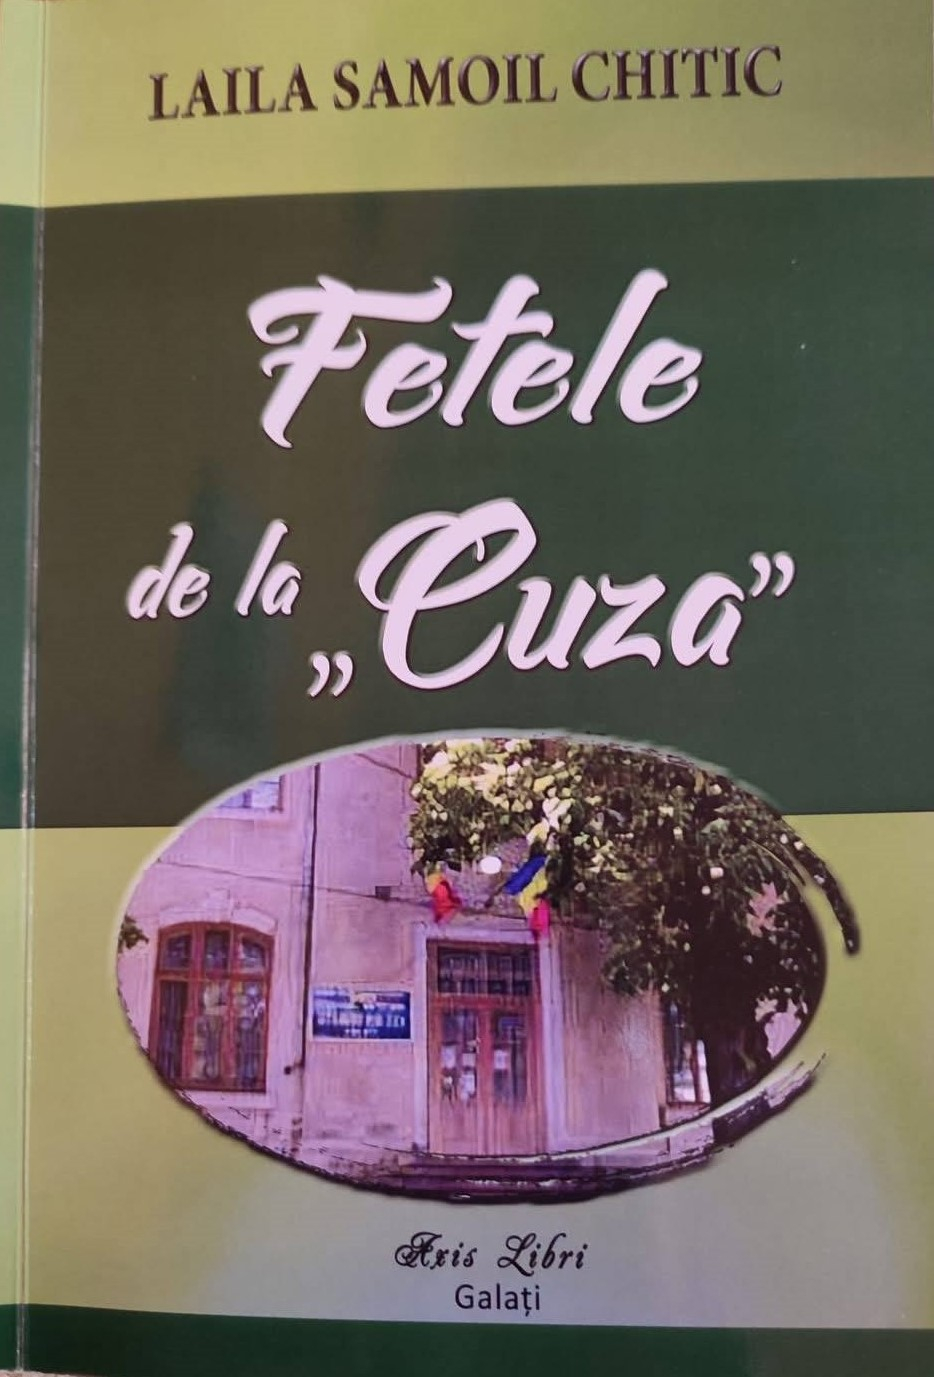 LAILA SAMOIL CHITIC
Fetele
de la „Cuza”
Axis Libri
Galați